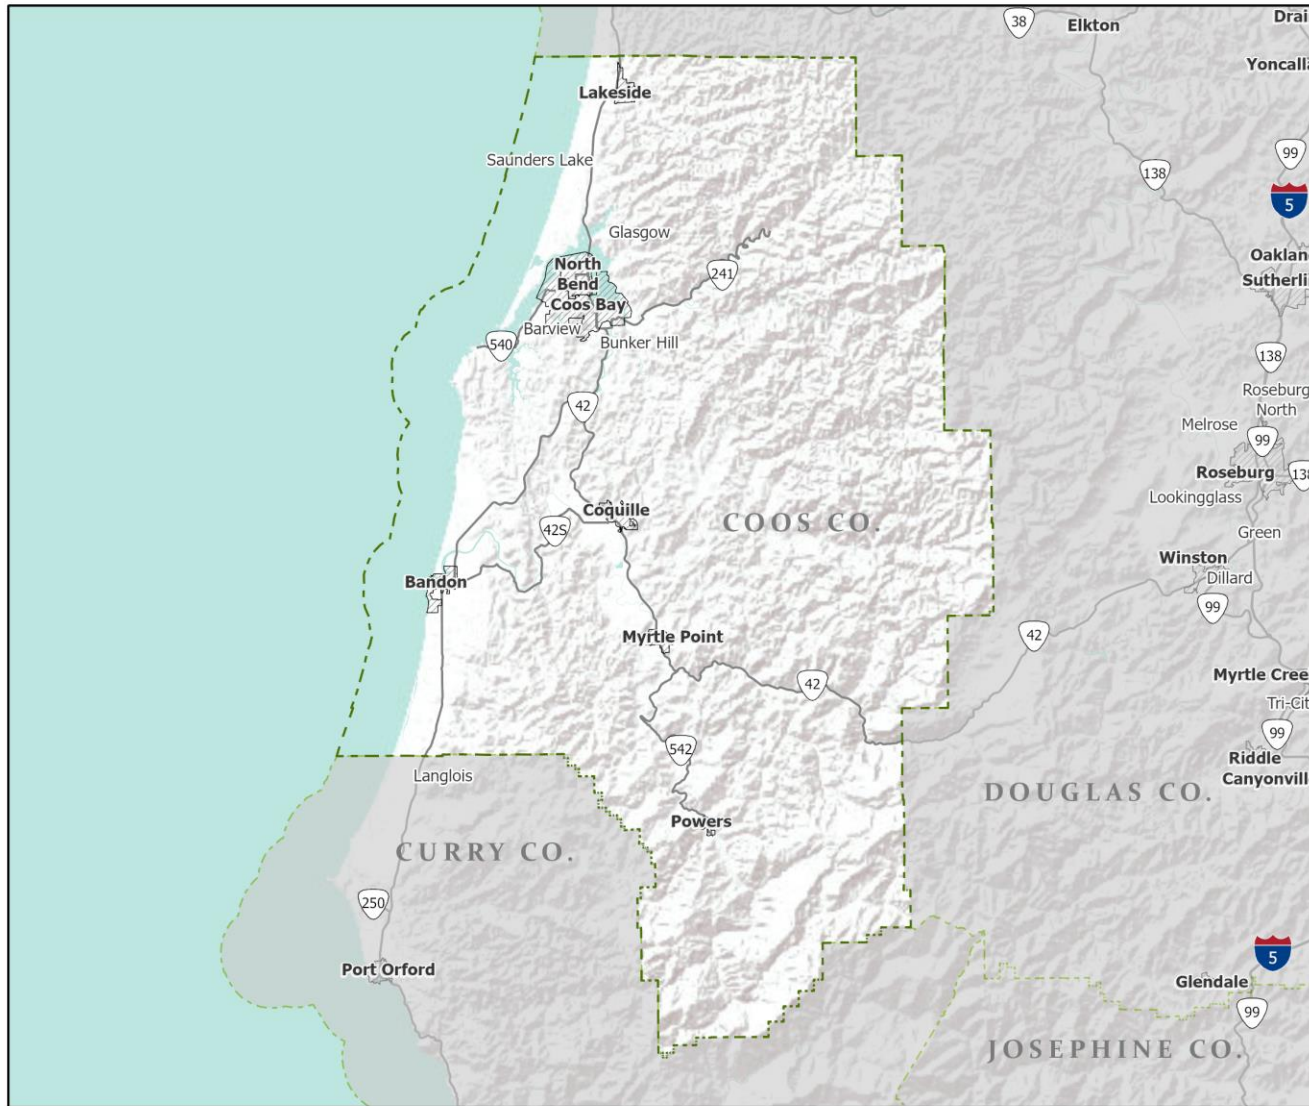 38
Elkton
Drai
Yoncalla
Lakeside
99
Saunders Lake
138
5
Glasgow
Oakland
North
Bend
241
Sutherli
Coos Bay
Barview
540
Bunker Hill
138
Roseburg
North
42
Melrose
99
Roseburg
138
Lookingglass
Coquille
COOS CO.
42S
Green
Winston
Bandon
Dillard
99
Myrtle Point
42
Myrtle Cree
42
Tri-Cit
99
542
Riddle
Langlois
Canyonvill
DOUGLAS CO.
Powers
CURRY CO.
250
5
Port Orford
Glendale
99
JOSEPHINE CO.